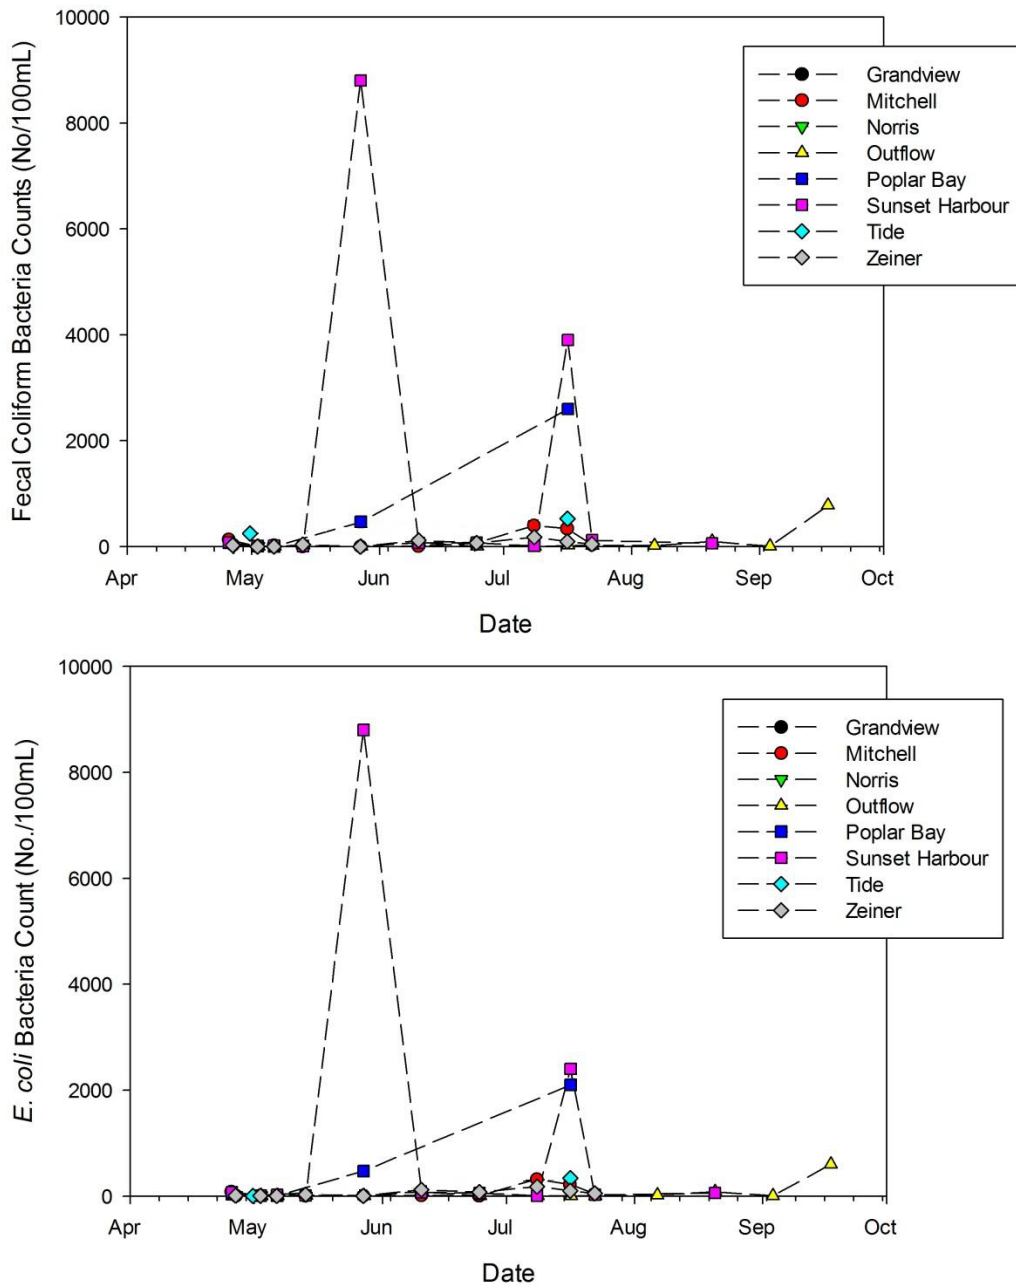 10000
8000
6000
4000
2000
0
Fecal Coliform Bacteria Counts (No/100mL)
Grandview
Mitchell
Norris
Outflow
Poplar Bay
Sunset Harbour
Tide
Zeiner
Apr May Jun Jul Aug Sep Oct
Date
10000
8000
6000
4000
2000
0
E. coli Bacteria Count (No./100mL)
Grandview
Mitchell
Norris
Outflow
Poplar Bay
Sunset Harbour
Tide
Zeiner
Apr May Jun Jul Aug Sep Oct
Date